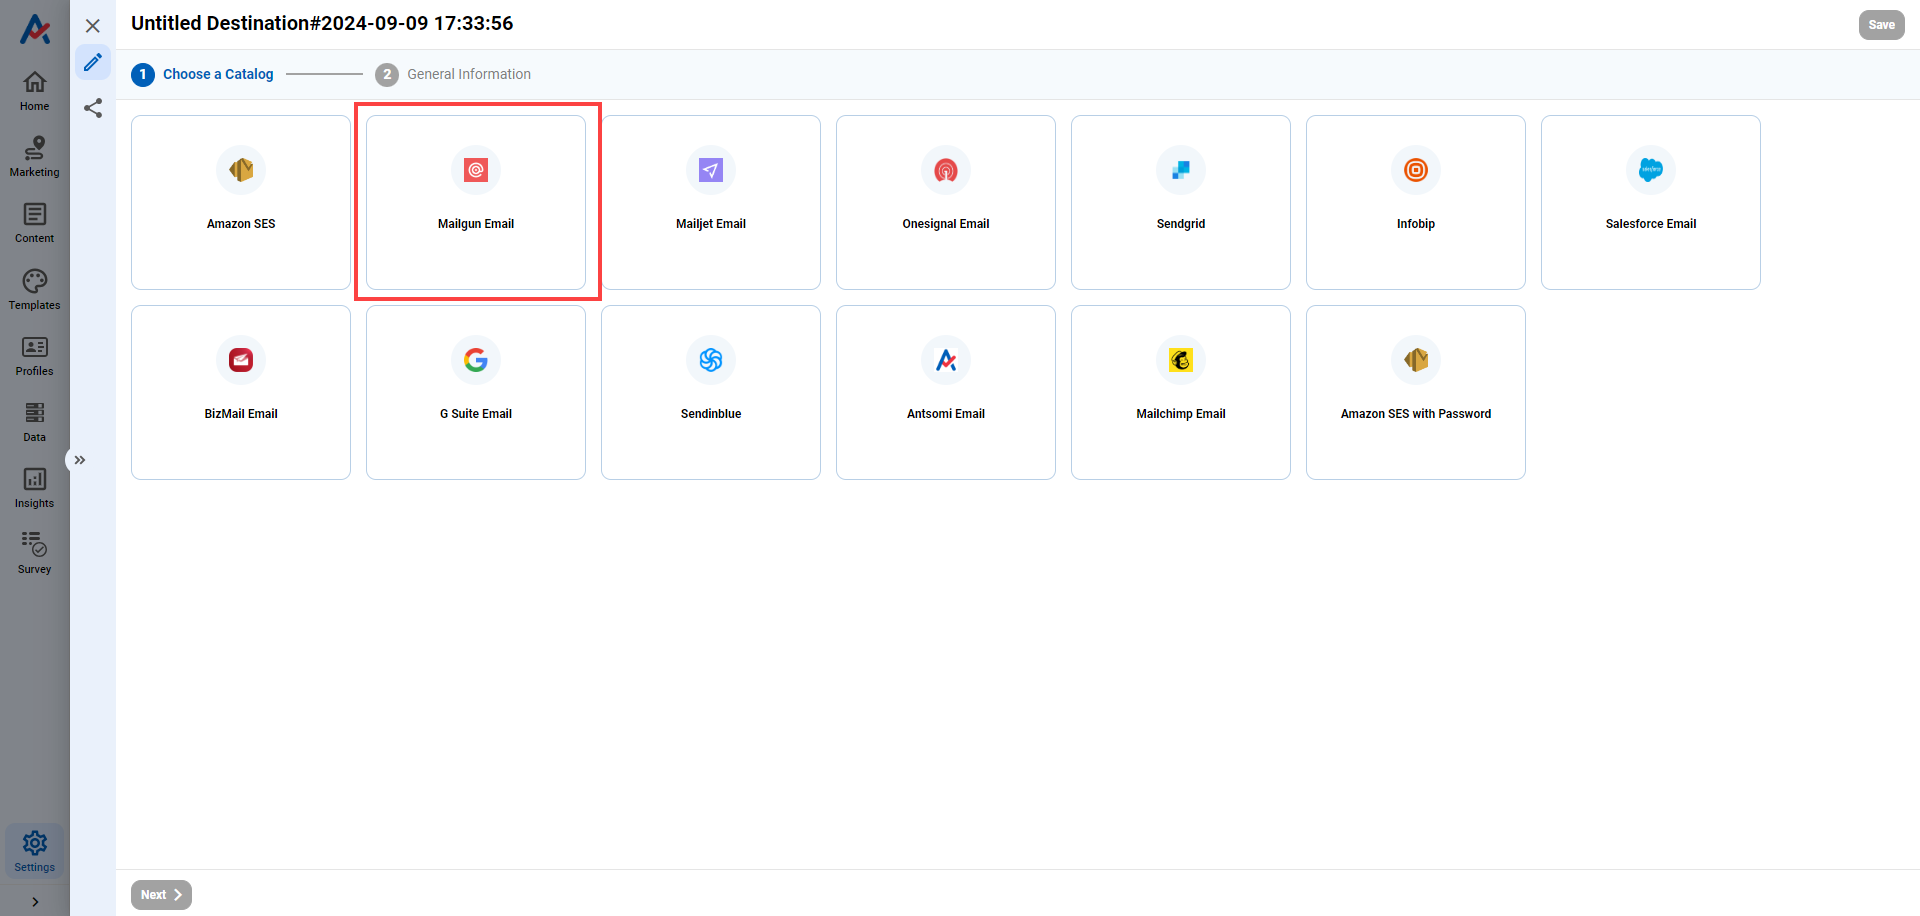 Untitled Destination#2024-09-09 17:33:56
Save
1 Choose a Catalog
2 General Information
Home
Marketing
Content
Templates
Profiles
Data
Insights
Survey
Settings
Amazon SES
Mailgun Email
Mailjet Email
Onesignal Email
Sendgrid
Infobip
Salesforce Email
BizMail Email
G Suite Email
Sendinblue
Antsomi Email
Mailchimp Email
Amazon SES with Password
Next